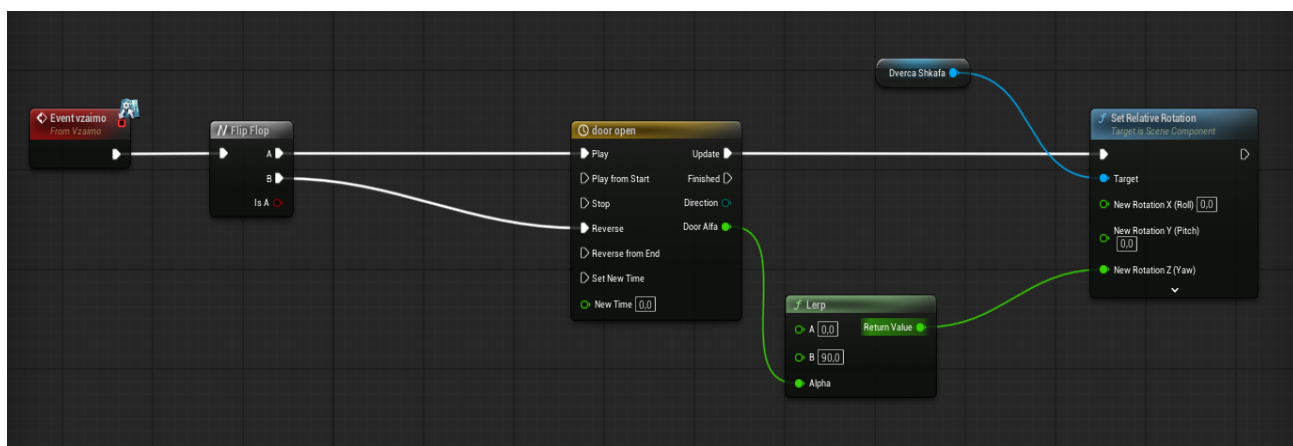 Event vzaimo
From Vzaimo
Flip Flop
A
B
Is A
door open
Play
Update
Play from Start
Finished
Stop
Direction
Reverse
Door Alfa
Reverse from End
Set New Time
New Time 0,0
Lerp
A 0,0
Return Value
B 90,0
Alpha
Dverca Shkafa
Set Relative Rotation
Target is Scene Component
Target
New Rotation X (Roll) 0,0
New Rotation Y (Pitch)
0,0
New Rotation Z (Yaw)